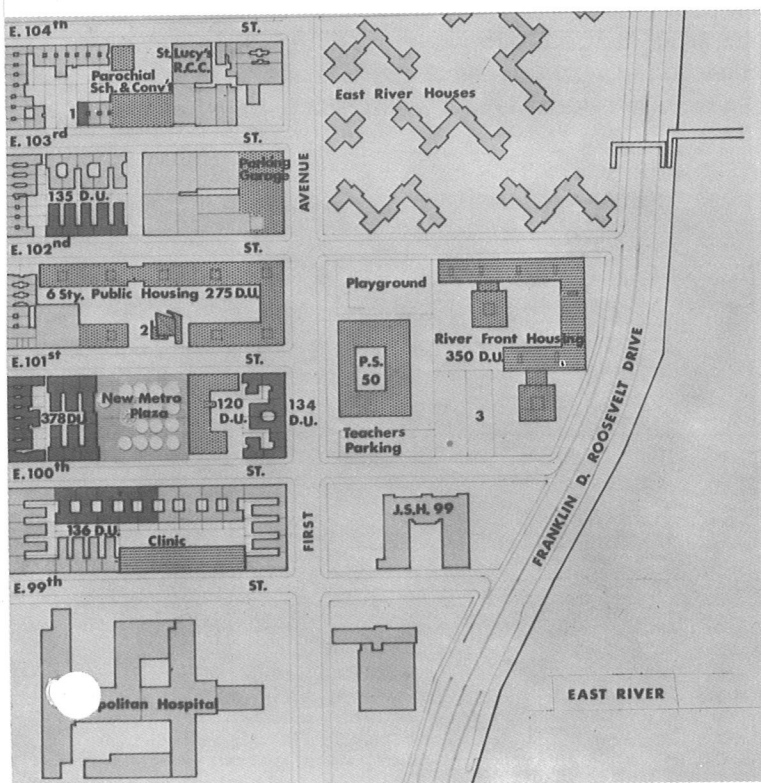 E. 104th ST.
St. Lucy's
R.C.C.
Parochial
Sch. & Conv't
1
East River Houses
E. 103rd ST.
Parking
Garage
AVENUE
135 D.U.
E. 102nd ST.
6 Sty. Public Housing 275 D.U.
2
Playground
River Front Housing
350 D.U.
P.S.
50
E. 101st ST.
New Metro
Plaza
378 DU
120
D.U.
134
D.U.
3
Teachers
Parking
E. 100th ST.
FRANKLIN D. ROOSEVELT DRIVE
J.S.H. 99
136 D.U.
Clinic
FIRST
E. 99th ST.
politan Hospital
EAST RIVER